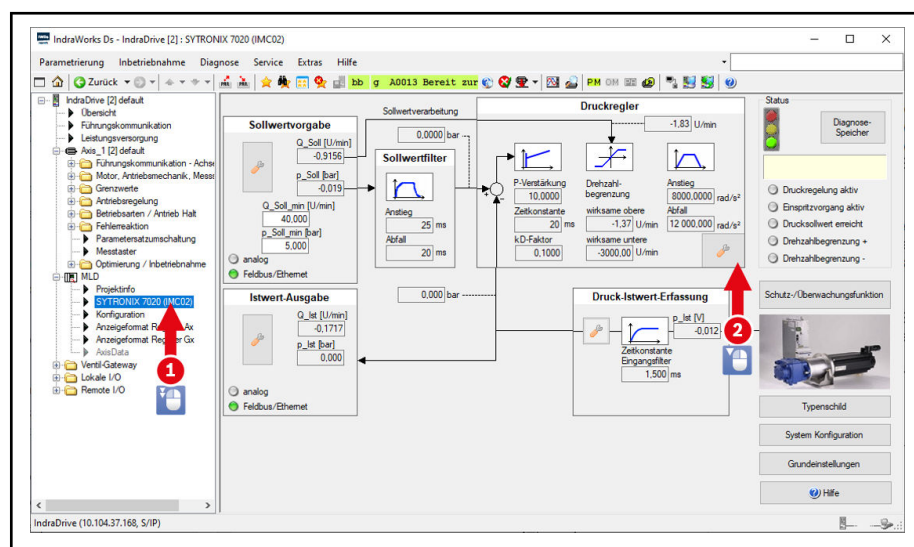 IndraWorks Ds - IndraDrive [2] : SYTRONIX 7020 (IMC02)
Parametrierung Inbetriebnahme Diagnose Service Extras Hilfe
Zurück bb g A0013 Bereit zur PM OM
IndraDrive [2] default
Übersicht
Führungskommunikation
Leistungsversorgung
Axis_1 [2] default
Führungskommunikation - Achse
Motor, Antriebsmechanik, Mess
Grenzwerte
Antriebsregelung
Betriebsarten / Antrieb Halt
Fehlerreaktion
Parametersatzumschaltung
Messtaster
Optimierung / Inbetriebnahme
MLD
Projektinfo
SYTRONIX 7020 (IMC02)
Konfiguration
Anzeigeformat Ax
Anzeigeformat Register Gx
AxisData
Ventil-Gateway
Lokale I/O
Remote I/O
1
Sollwertvorgabe
Q_Soll [U/min]
-0,9156
p_Soll [bar]
-0,019
Q_Soll_min [U/min]
40,000
p_Soll_min [bar]
5,000
analog
Feldbus/Ethernet
Sollwertverarbeitung
0,0000 bar
Sollwertfilter
Anstieg
25 ms
Abfall
20 ms
Druckregler
-1,83 U/min
P-Verstärkung
10,0000
Zeitkonstante
20 ms
kD-Faktor
0,1000
Drehzahl-
begrenzung
wirksame obere
-1,37 U/min
wirksame untere
-3000,00 U/min
Anstieg
8000,0000 rad/s²
Abfall
12 000,000 rad/s²
Istwert-Ausgabe
Q_Ist [U/min]
-0,1717
p_Ist [bar]
0,000
analog
Feldbus/Ethernet
0,000 bar
Druck-Istwert-Erfassung
p_Ist [V]
-0,012
Zeitkonstante
Eingangsfilter
1,500 ms
2
Status
Diagnose-
Speicher
Druckregelung aktiv
Einspritzvorgang aktiv
Drucksollwert erreicht
Drehzahlbegrenzung +
Drehzahlbegrenzung -
Schutz-/Überwachungsfunktion
Typenschild
System Konfiguration
Grundeinstellungen
Hilfe
IndraDrive (10.104.37.168, S/IP)